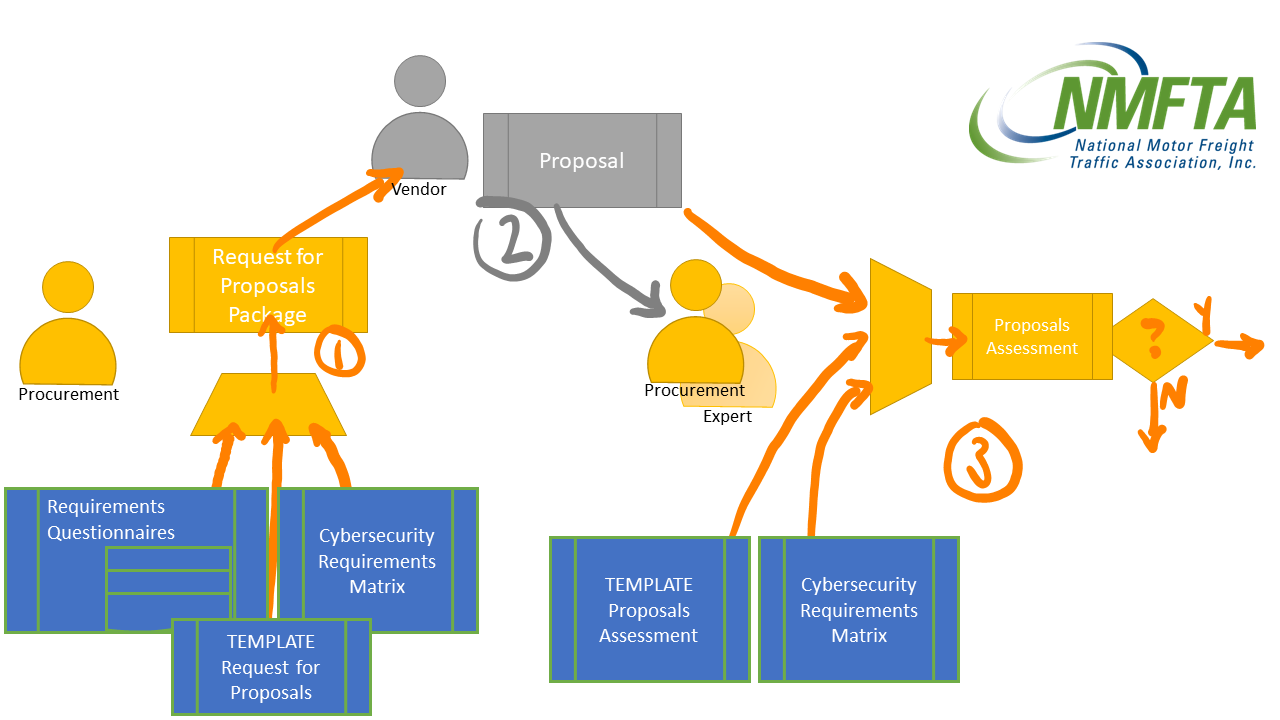 NMFTA
National Motor Freight
Traffic Association, Inc.
Proposal
Vendor
2
Request for
Proposals
Package
1
Procurement
Procurement
Expert
Proposals
Assessment
?
Y
N
3
Requirements
Questionnaires
Cybersecurity
Requirements
Matrix
TEMPLATE
Request for
Proposals
TEMPLATE
Proposals
Assessment
Cybersecurity
Requirements
Matrix